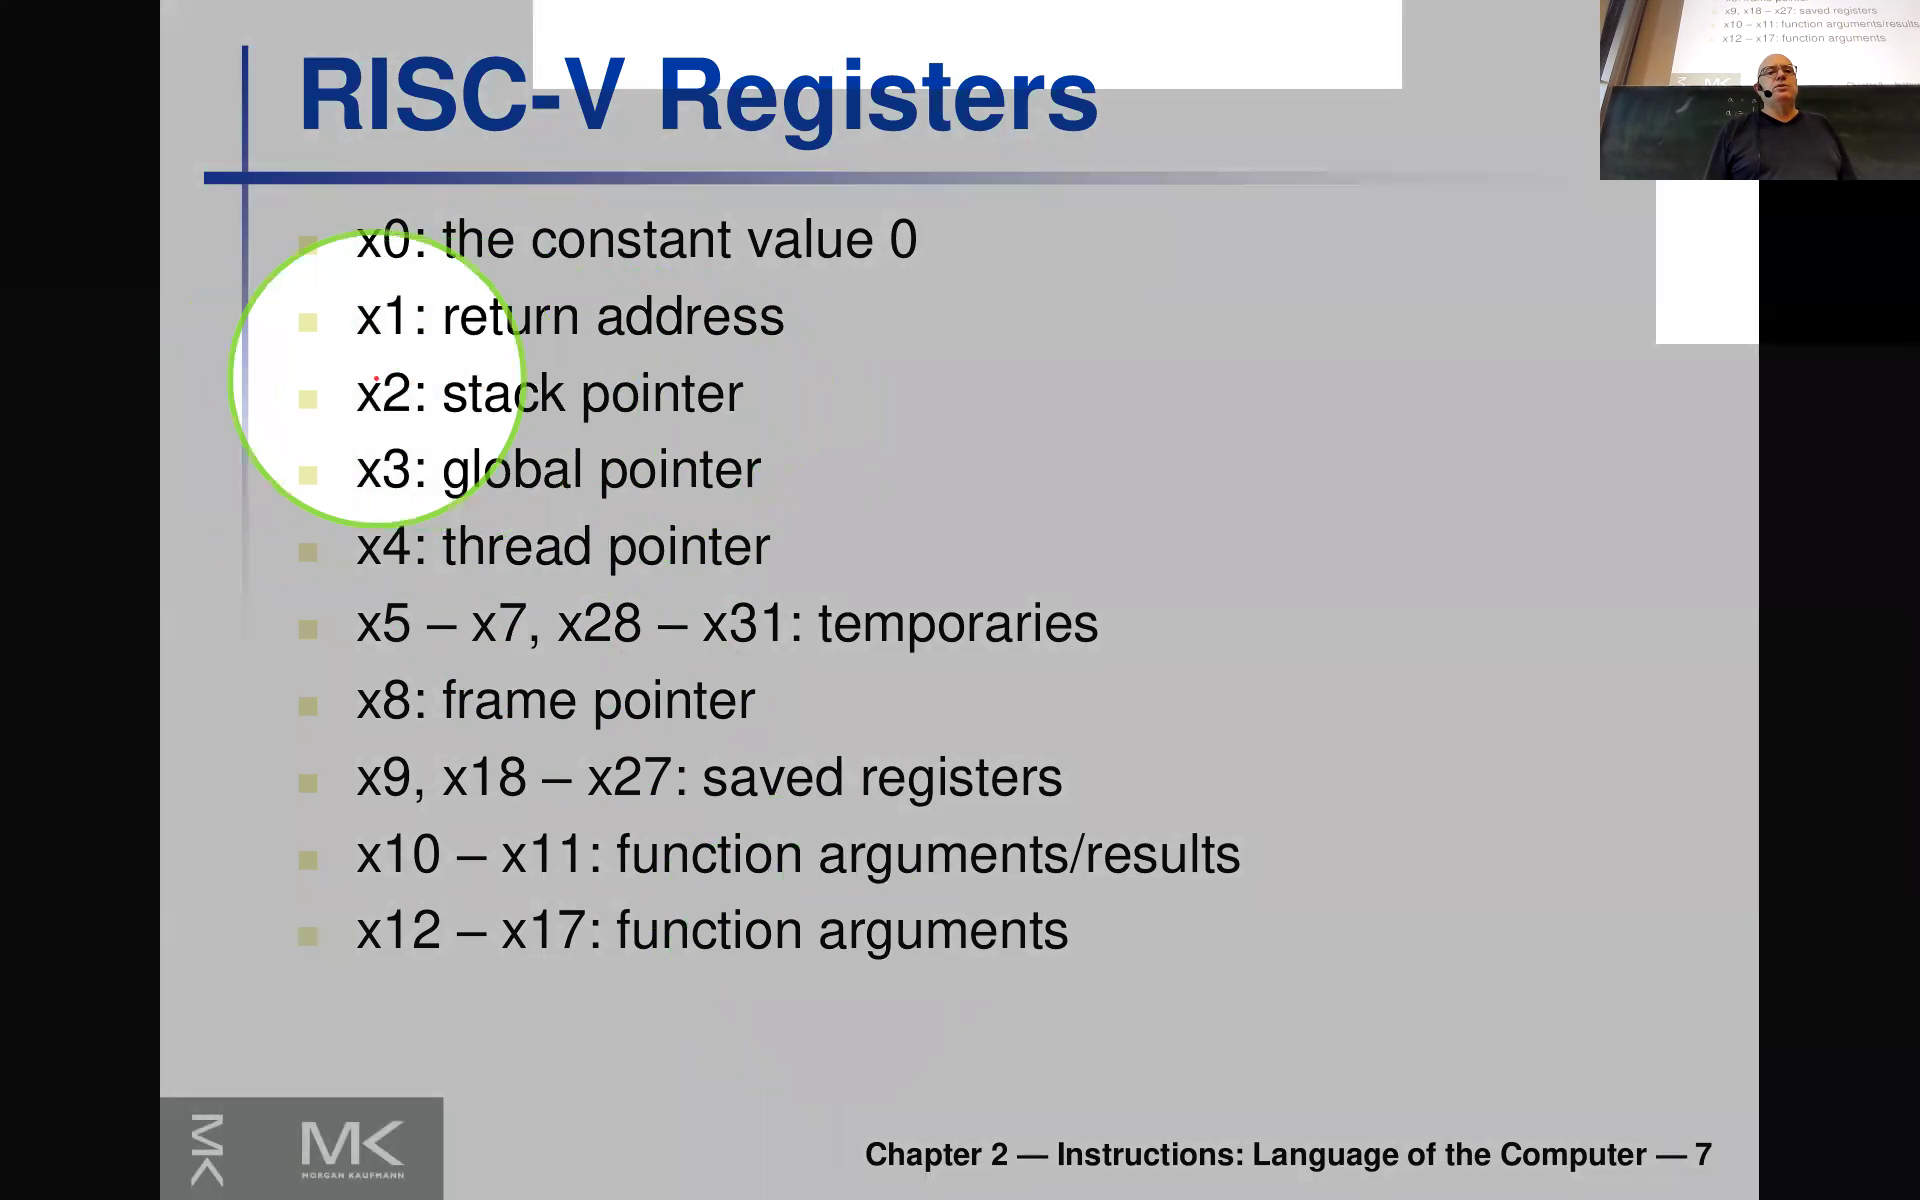 RISC-V Registers
x0: the constant value 0
x1: return address
x2: stack pointer
x3: global pointer
x4: thread pointer
x5 – x7, x28 – x31: temporaries
x8: frame pointer
x9, x18 – x27: saved registers
x10 – x11: function arguments/results
x12 – x17: function arguments
MK
MK
MORGAN KAUFMANN
Chapter 2 — Instructions: Language of the Computer — 7
x9, x18 – x27: saved registers
x10 – x11: function arguments/results
x12 – x17: function arguments